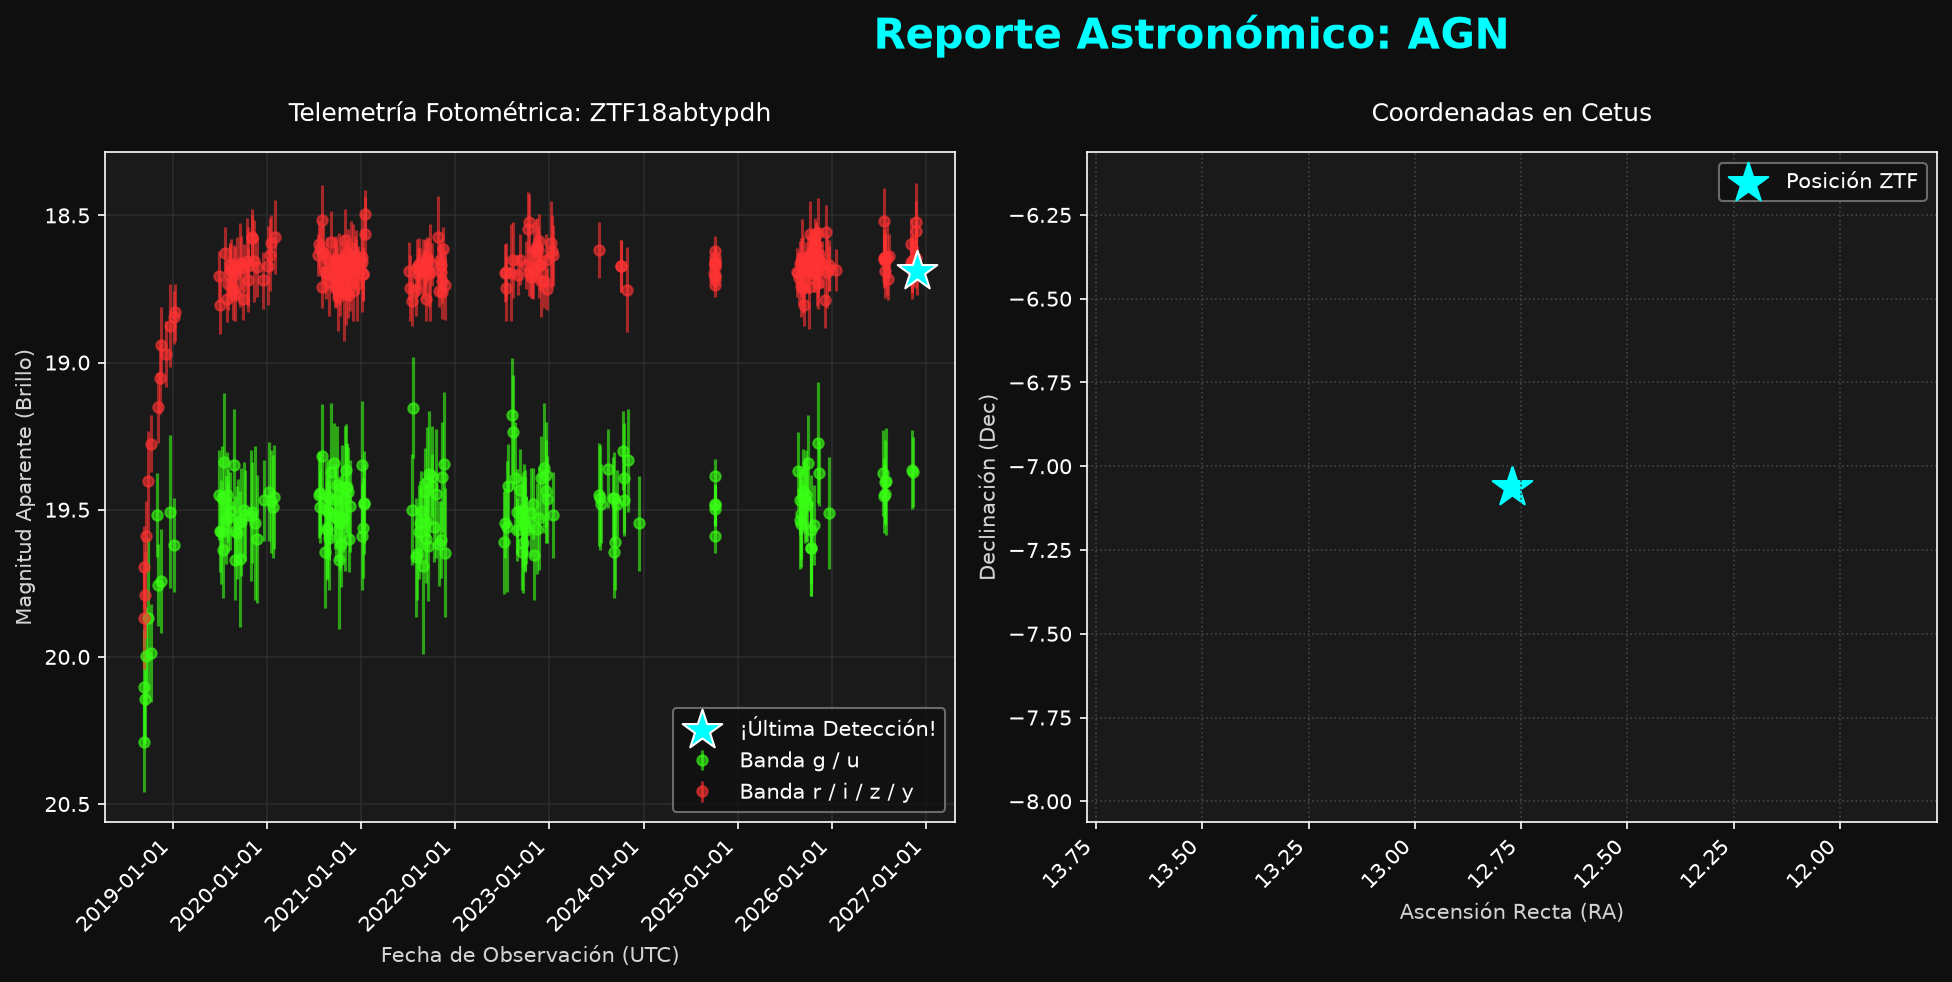 Reporte Astronómico: AGN
Telemetría Fotométrica: ZTF18abtypdh
Magnitud Aparente (Brillo)
18.5
19.0
19.5
20.0
20.5
¡Última Detección!
Banda g / u
Banda r / i / z / y
2019-01-01
2020-01-01
2021-01-01
2022-01-01
2023-01-01
2024-01-01
2025-01-01
2026-01-01
2027-01-01
Fecha de Observación (UTC)
Coordenadas en Cetus
Posición ZTF
Declinación (Dec)
−6.25
−6.50
−6.75
−7.00
−7.25
−7.50
−7.75
−8.00
13.75
13.50
13.25
13.00
12.75
12.50
12.25
12.00
Ascensión Recta (RA)